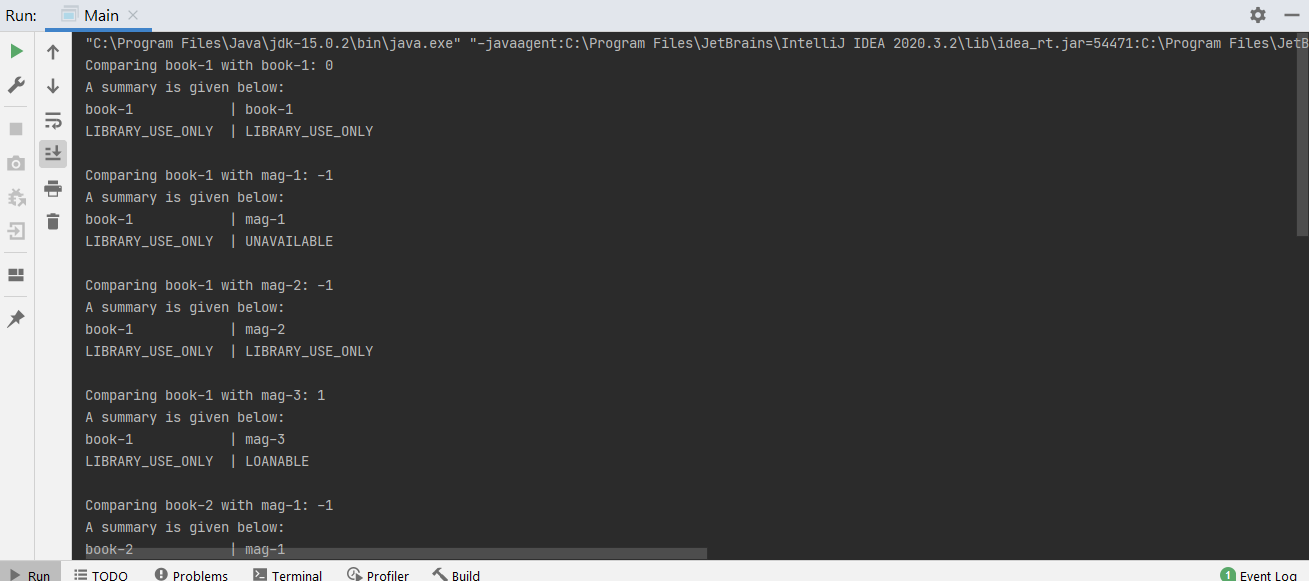 Run: Main
"C:\Program Files\Java\jdk-15.0.2\bin\java.exe" "-javaagent:C:\Program Files\JetBrains\IntelliJ IDEA 2020.3.2\lib\idea_rt.jar=54471:C:\Program Files\JetB
Comparing book-1 with book-1: 0
A summary is given below:
book-1            | book-1
LIBRARY_USE_ONLY  | LIBRARY_USE_ONLY
Comparing book-1 with mag-1: -1
A summary is given below:
book-1            | mag-1
LIBRARY_USE_ONLY  | UNAVAILABLE
Comparing book-1 with mag-2: -1
A summary is given below:
book-1            | mag-2
LIBRARY_USE_ONLY  | LIBRARY_USE_ONLY
Comparing book-1 with mag-3: 1
A summary is given below:
book-1            | mag-3
LIBRARY_USE_ONLY  | LOANABLE
Comparing book-2 with mag-1: -1
A summary is given below:
book-2            | mag-1
Run TODO Problems Terminal Profiler Build 1 Event Log